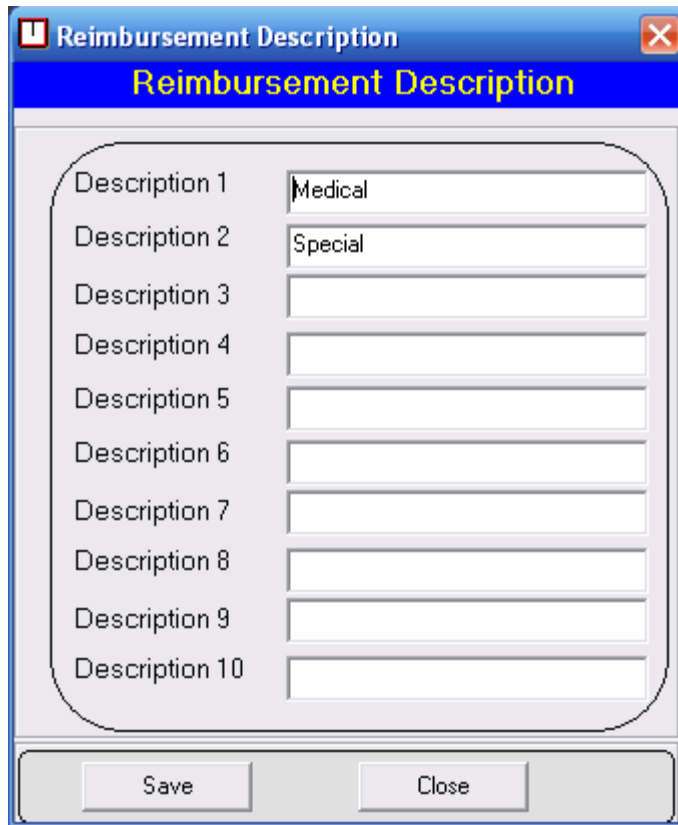 Reimbursement Description
Reimbursement Description
Description 1 Medical
Description 2 Special
Description 3
Description 4
Description 5
Description 6
Description 7
Description 8
Description 9
Description 10
Save Close